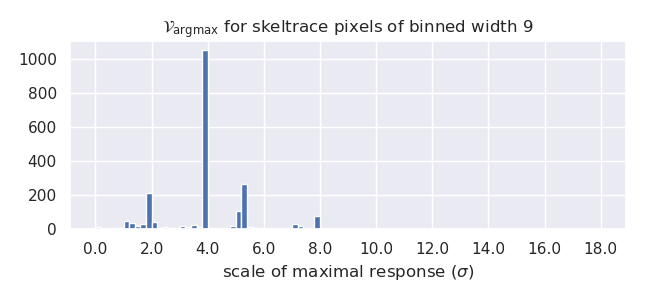 𝒱argmax for skeltrace pixels of binned width 9
1000
800
600
400
200
0
0.0 2.0 4.0 6.0 8.0 10.0 12.0 14.0 16.0 18.0
scale of maximal response (σ)